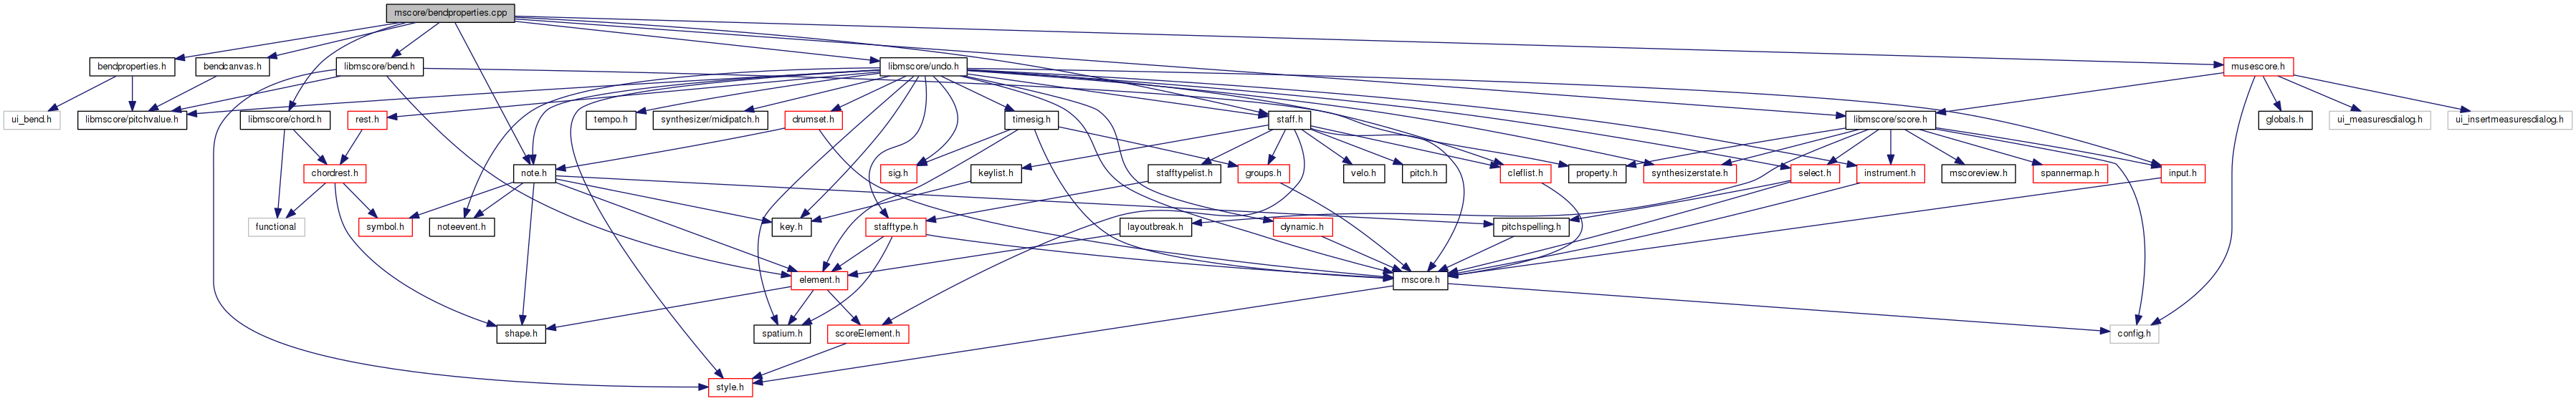 mscore/bendproperties.cpp
bendproperties.h
bendcanvas.h
libmscore/bend.h
libmscore/undo.h
musescore.h
ui_bend.h
libmscore/pitchvalue.h
libmscore/chord.h
rest.h
tempo.h
synthesizer/midipatch.h
drumset.h
timesig.h
staff.h
libmscore/score.h
globals.h
ui_measuresdialog.h
ui_insertmeasuresdialog.h
chordrest.h
note.h
sig.h
keylist.h
stafftypelist.h
groups.h
velo.h
pitch.h
cleflist.h
property.h
synthesizerstate.h
select.h
instrument.h
mscoreview.h
spannermap.h
input.h
functional
symbol.h
noteevent.h
key.h
stafftype.h
layoutbreak.h
dynamic.h
pitchspelling.h
element.h
mscore.h
shape.h
spatium.h
scoreElement.h
config.h
style.h